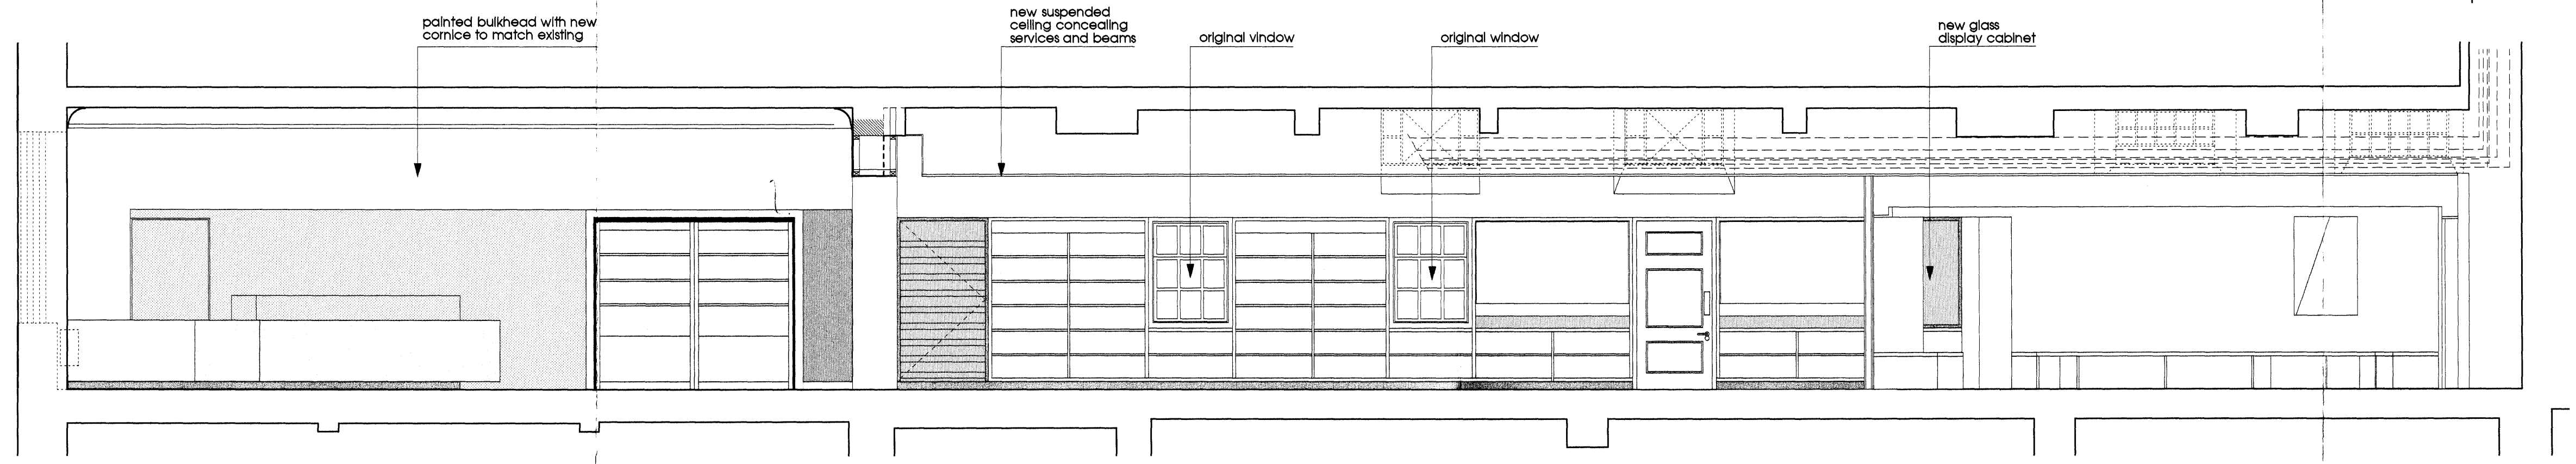 painted bulkhead with new
cornice to match existing
new suspended
ceiling concealing
services and beams
original vindow
original window
new glass
display cabinet